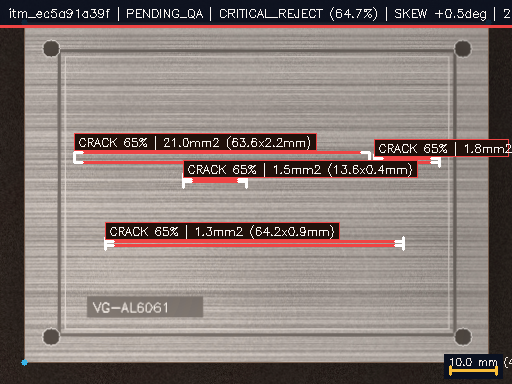 itm_ec5a91a39f | PENDING_QA | CRITICAL_REJECT (64.7%) | SKEW +0.5deg | 2
CRACK 65% | 21.0mm2 (63.6x2.2mm)
CRACK 65% | 1.8mm2
CRACK 65% | 1.5mm2 (13.6x0.4mm)
CRACK 65% | 1.3mm2 (64.2x0.9mm)
VG-AL6061
10.0 mm (4